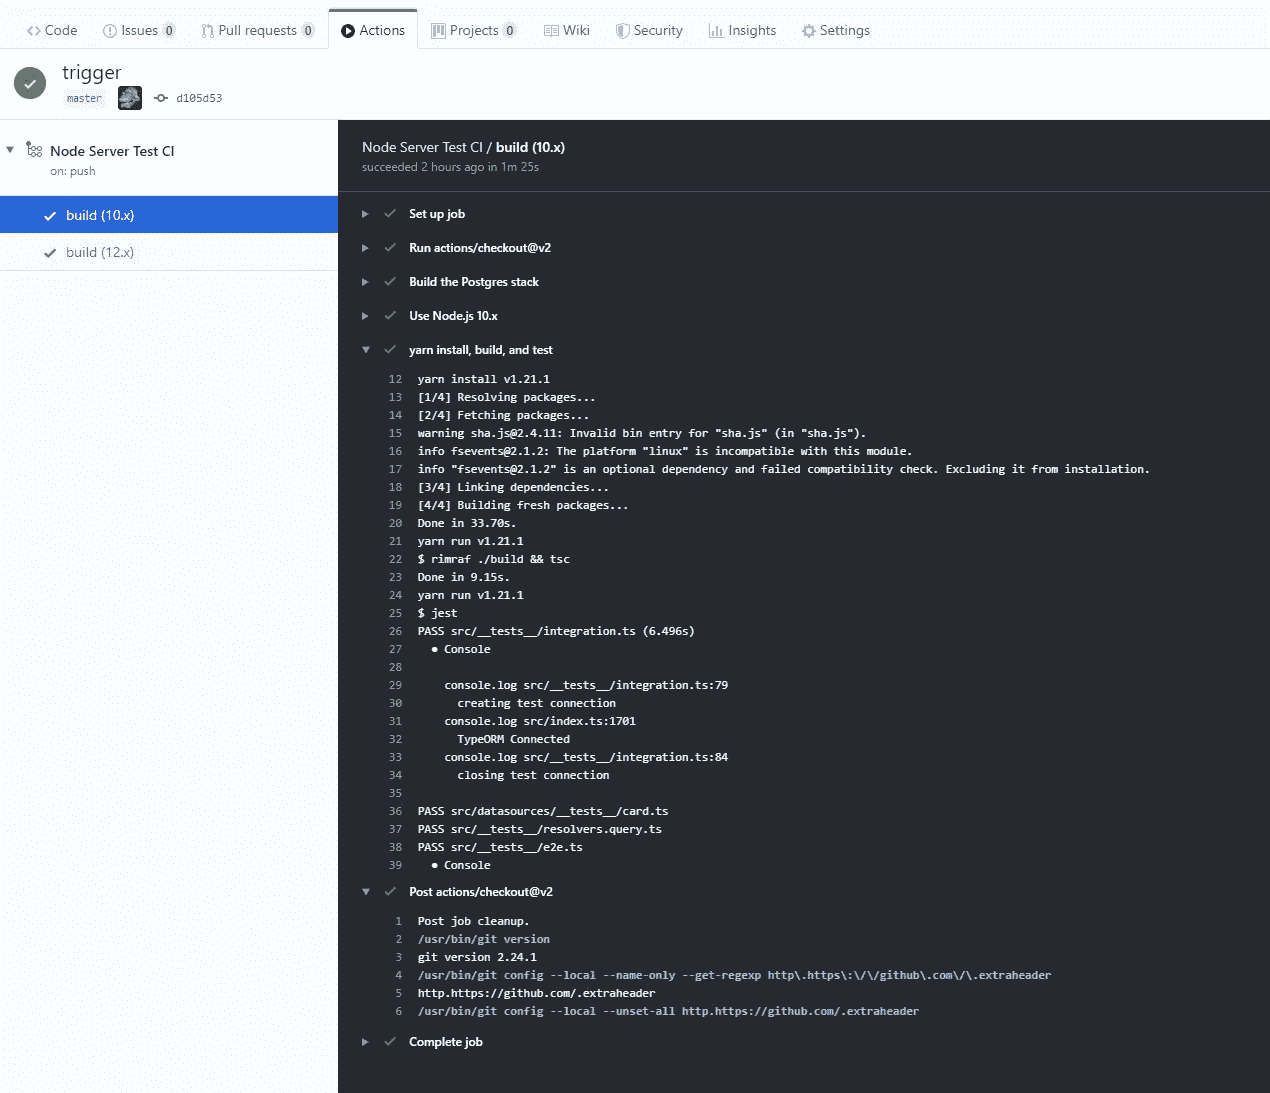 Code Issues 0 Pull requests 0 Actions Projects 0 Wiki Security Insights Settings
trigger
master d105d53
Node Server Test CI
on: push
build (10.x)
build (12.x)
Node Server Test CI / build (10.x)
succeeded 2 hours ago in 1m 25s
Set up job
Run actions/checkout@v2
Build the Postgres stack
Use Node.js 10.x
yarn install, build, and test
12 yarn install v1.21.1
13 [1/4] Resolving packages...
14 [2/4] Fetching packages...
15 warning sha.js@2.4.11: Invalid bin entry for "sha.js" (in "sha.js").
16 info fsevents@2.1.2: The platform "linux" is incompatible with this module.
17 info "fsevents@2.1.2" is an optional dependency and failed compatibility check. Excluding it from installation.
18 [3/4] Linking dependencies...
19 [4/4] Building fresh packages...
20 Done in 33.70s.
21 yarn run v1.21.1
22 $ rimraf ./build && tsc
23 Done in 9.15s.
24 yarn run v1.21.1
25 $ jest
26 PASS src/__tests__/integration.ts (6.496s)
27 ● Console
28
29 console.log src/__tests__/integration.ts:79
30 creating test connection
31 console.log src/index.ts:1701
32 TypeORM Connected
33 console.log src/__tests__/integration.ts:84
34 closing test connection
35
36 PASS src/datasources/__tests__/card.ts
37 PASS src/__tests__/resolvers.query.ts
38 PASS src/__tests__/e2e.ts
39 ● Console
Post actions/checkout@v2
1 Post job cleanup.
2 /usr/bin/git version
3 git version 2.24.1
4 /usr/bin/git config --local --name-only --get-regexp http\.https\:\/\/github\.com\/\.extraheader
5 http.https://github.com/.extraheader
6 /usr/bin/git config --local --unset-all http.https://github.com/.extraheader
Complete job